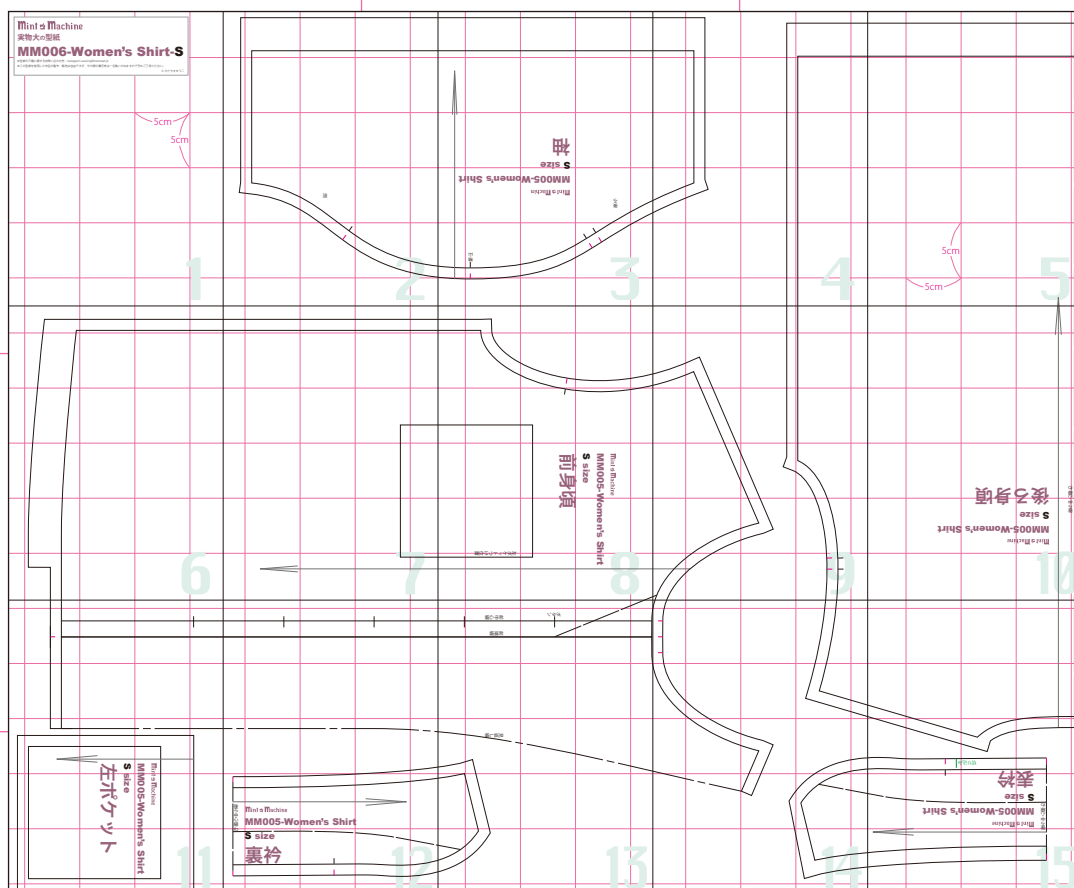 Mint's Machine
実物大の型紙
MM006-Women's Shirt-S
5cm
5cm
袖
S size
MM005-Women's Shirt
Mint's Machine
1
2
3
4
5
5cm
5cm
前身頃
S size
MM005-Women's Shirt
Mint's Machine
後ろ身頃
S size
MM005-Women's Shirt
Mint's Machine
6
7
8
9
10
左ポケット
S size
MM005-Women's Shirt
Mint's Machine
Mint's Machine
MM005-Women's Shirt
S size
裏衿
表衿
S size
MM005-Women's Shirt
Mint's Machine
11
12
13
14
15